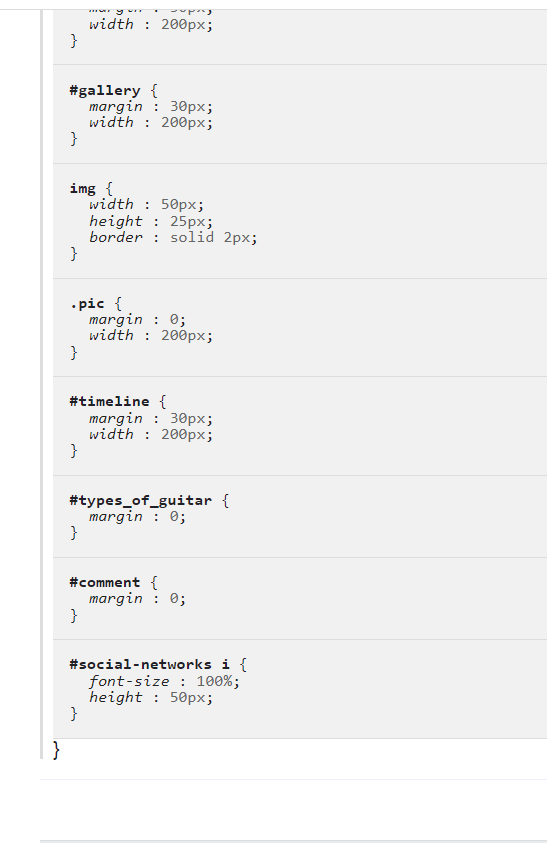 width : 200px;
}
#gallery {
margin : 30px;
width : 200px;
}
img {
width : 50px;
height : 25px;
border : solid 2px;
}
.pic {
margin : 0;
width : 200px;
}
#timeline {
margin : 30px;
width : 200px;
}
#types_of_guitar {
margin : 0;
}
#comment {
margin : 0;
}
#social-networks i {
font-size : 100%;
height : 50px;
}
}